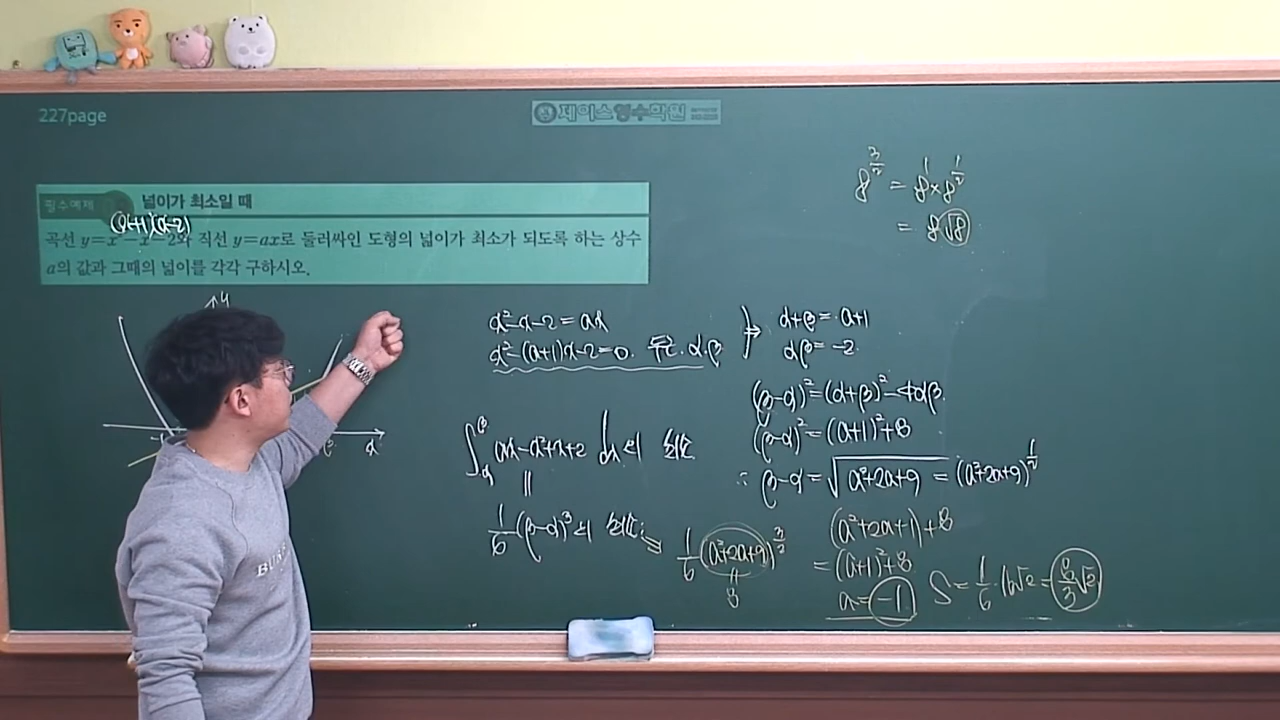 227page
제이스영수학원
필수예제
넓이가 최소일 때
(x+1)(x-2)
곡선 y=x²-x-2와 직선 y=ax로 둘러싸인 도형의 넓이가 최소가 되도록 하는 상수
a의 값과 그때의 넓이를 각각 구하시오.
y
x
x²-x-2=ax
x²-(a+1)x-2=0. 두근. α.β
∫_α^β ax-x²+x+2 dx의 최소
||
1/6(β-α)³의 최소
⇒ 1/6(a²+2a+9)^(3/2)
||
8
⇒ α+β=a+1
αβ=-2
(β-α)²=(α+β)²-4αβ
(β-α)²=(a+1)²+8
∴ β-α=√(a²+2a+9)=(a²+2a+9)^(1/2)
(a²+2a+1)+8
=(a+1)²+8
a=-1
S=1/6·16√2=8/3√2
8^(3/2)=8¹×8^(1/2)
=8√8